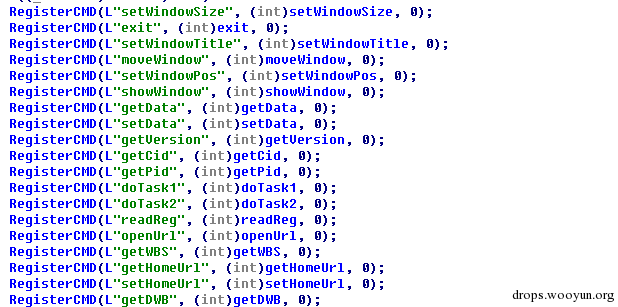 RegisterCMD(L"setWindowSize", (int)setWindowSize, 0);
RegisterCMD(L"exit", (int)exit, 0);
RegisterCMD(L"setWindowTitle", (int)setWindowTitle, 0);
RegisterCMD(L"moveWindow", (int)moveWindow, 0);
RegisterCMD(L"setWindowPos", (int)setWindowPos, 0);
RegisterCMD(L"showWindow", (int)showWindow, 0);
RegisterCMD(L"getData", (int)getData, 0);
RegisterCMD(L"setData", (int)setData, 0);
RegisterCMD(L"getVersion", (int)getVersion, 0);
RegisterCMD(L"getCid", (int)getCid, 0);
RegisterCMD(L"getPid", (int)getPid, 0);
RegisterCMD(L"doTask1", (int)doTask1, 0);
RegisterCMD(L"doTask2", (int)doTask2, 0);
RegisterCMD(L"readReg", (int)readReg, 0);
RegisterCMD(L"openUrl", (int)openUrl, 0);
RegisterCMD(L"getWBS", (int)getWBS, 0);
RegisterCMD(L"getHomeUrl", (int)getHomeUrl, 0);
RegisterCMD(L"setHomeUrl", (int)setHomeUrl, 0);
RegisterCMD(L"getDWB", (int)getDWB, 0);
drops.wooyun.org